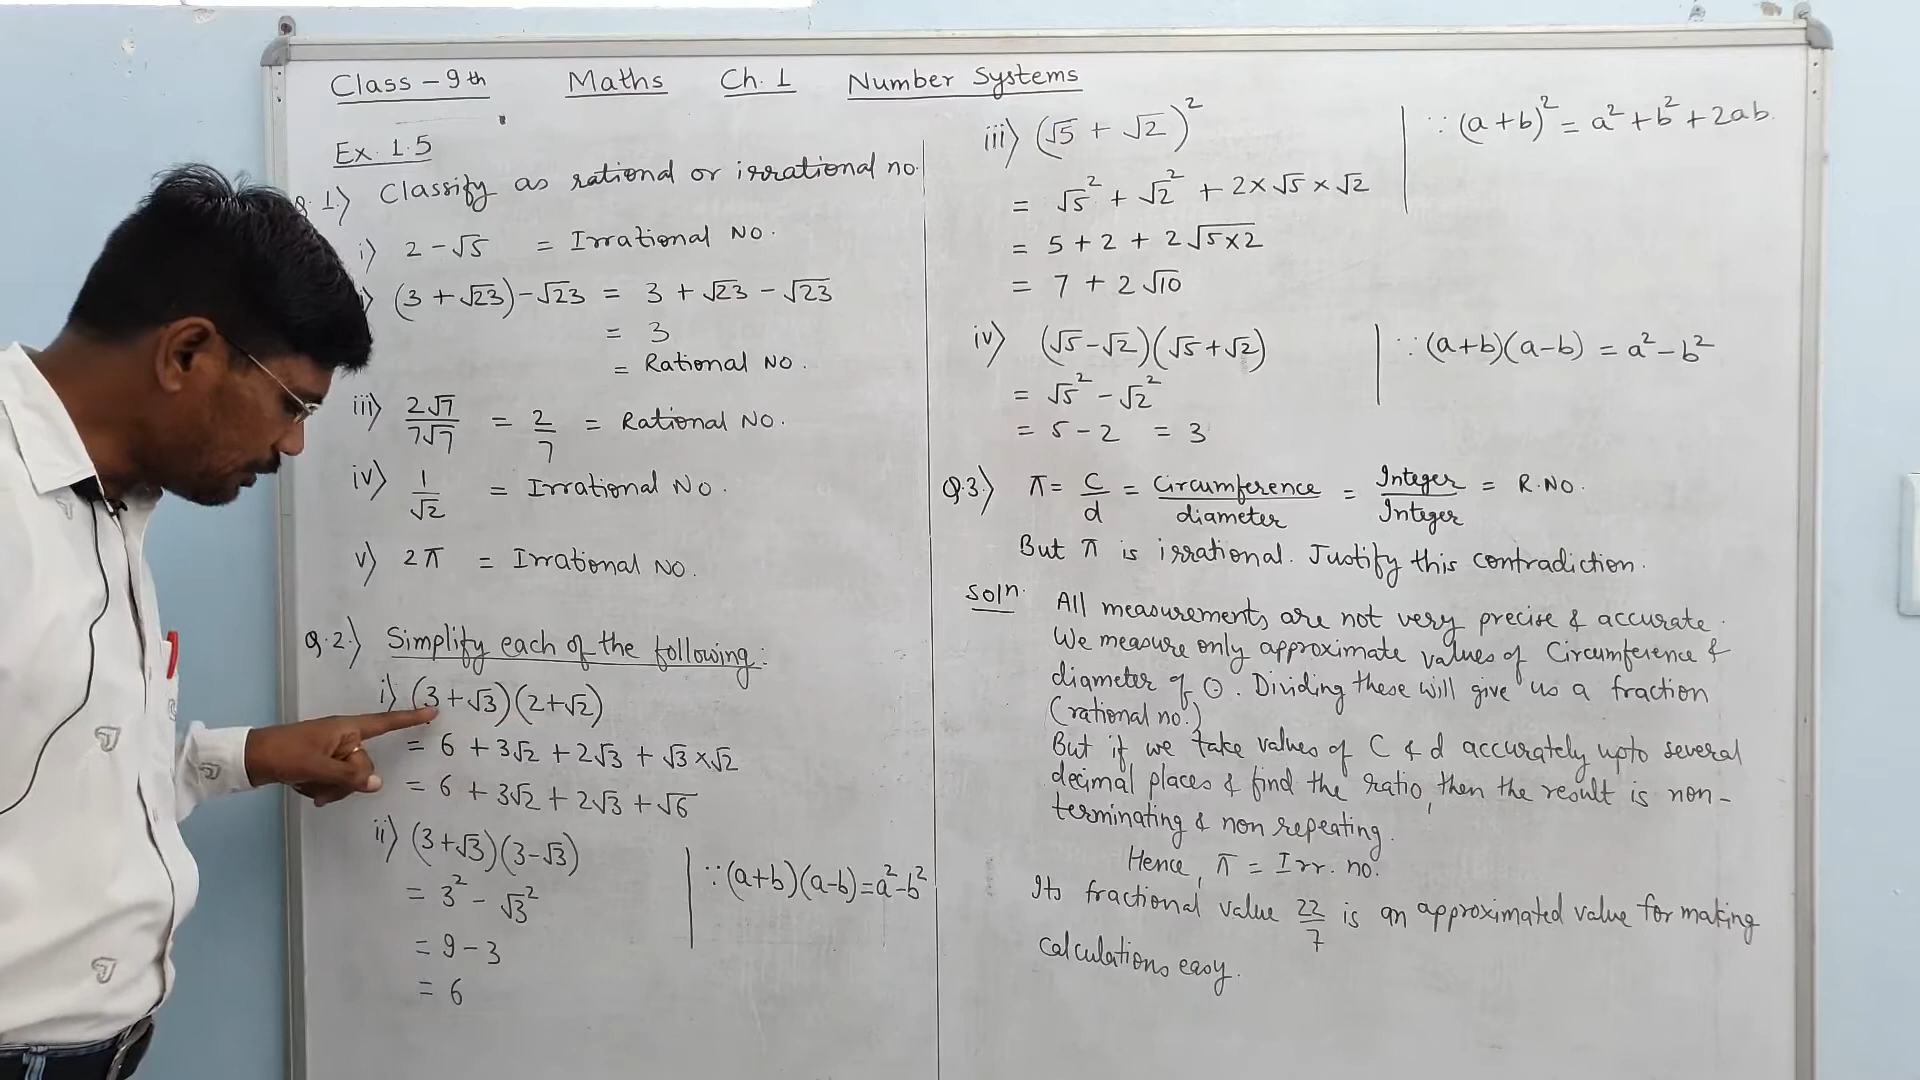 Class - 9th Maths Ch. 1 Number Systems
Ex. 1.5
Q.1.) Classify as rational or irrational no.
i) 2 - √5 = Irrational No.
) (3 + √23) - √23 = 3 + √23 - √23
= 3
= Rational No.
iii) 2√7/7√7 = 2/7 = Rational No.
iv) 1/√2 = Irrational No.
v) 2π = Irrational No.
Q.2.) Simplify each of the following:
i) (3+√3)(2+√2)
= 6 + 3√2 + 2√3 + √3×√2
= 6 + 3√2 + 2√3 + √6
ii) (3+√3)(3-√3) | ∵ (a+b)(a-b)=a²-b²
= 3² - √3²
= 9 - 3
= 6
iii) (√5 + √2)² | ∵ (a+b)² = a² + b² + 2ab.
= √5² + √2² + 2×√5×√2
= 5 + 2 + 2√5×2
= 7 + 2√10
iv) (√5-√2)(√5+√2) | ∵ (a+b)(a-b) = a² - b²
= √5² - √2²
= 5 - 2 = 3
Q.3.) π = C/d = Circumference/diameter = Integer/Integer = R.No.
But π is irrational. Justify this contradiction.
Soln. All measurements are not very precise & accurate.
We measure only approximate values of Circumference &
diameter of ⊙. Dividing these will give us a fraction
(rational no.)
But if we take values of C & d accurately upto several
decimal places & find the ratio, then the result is non-
terminating & non repeating.
Hence, π = Irr. no.
Its fractional value 22/7 is an approximated value for making
calculations easy.